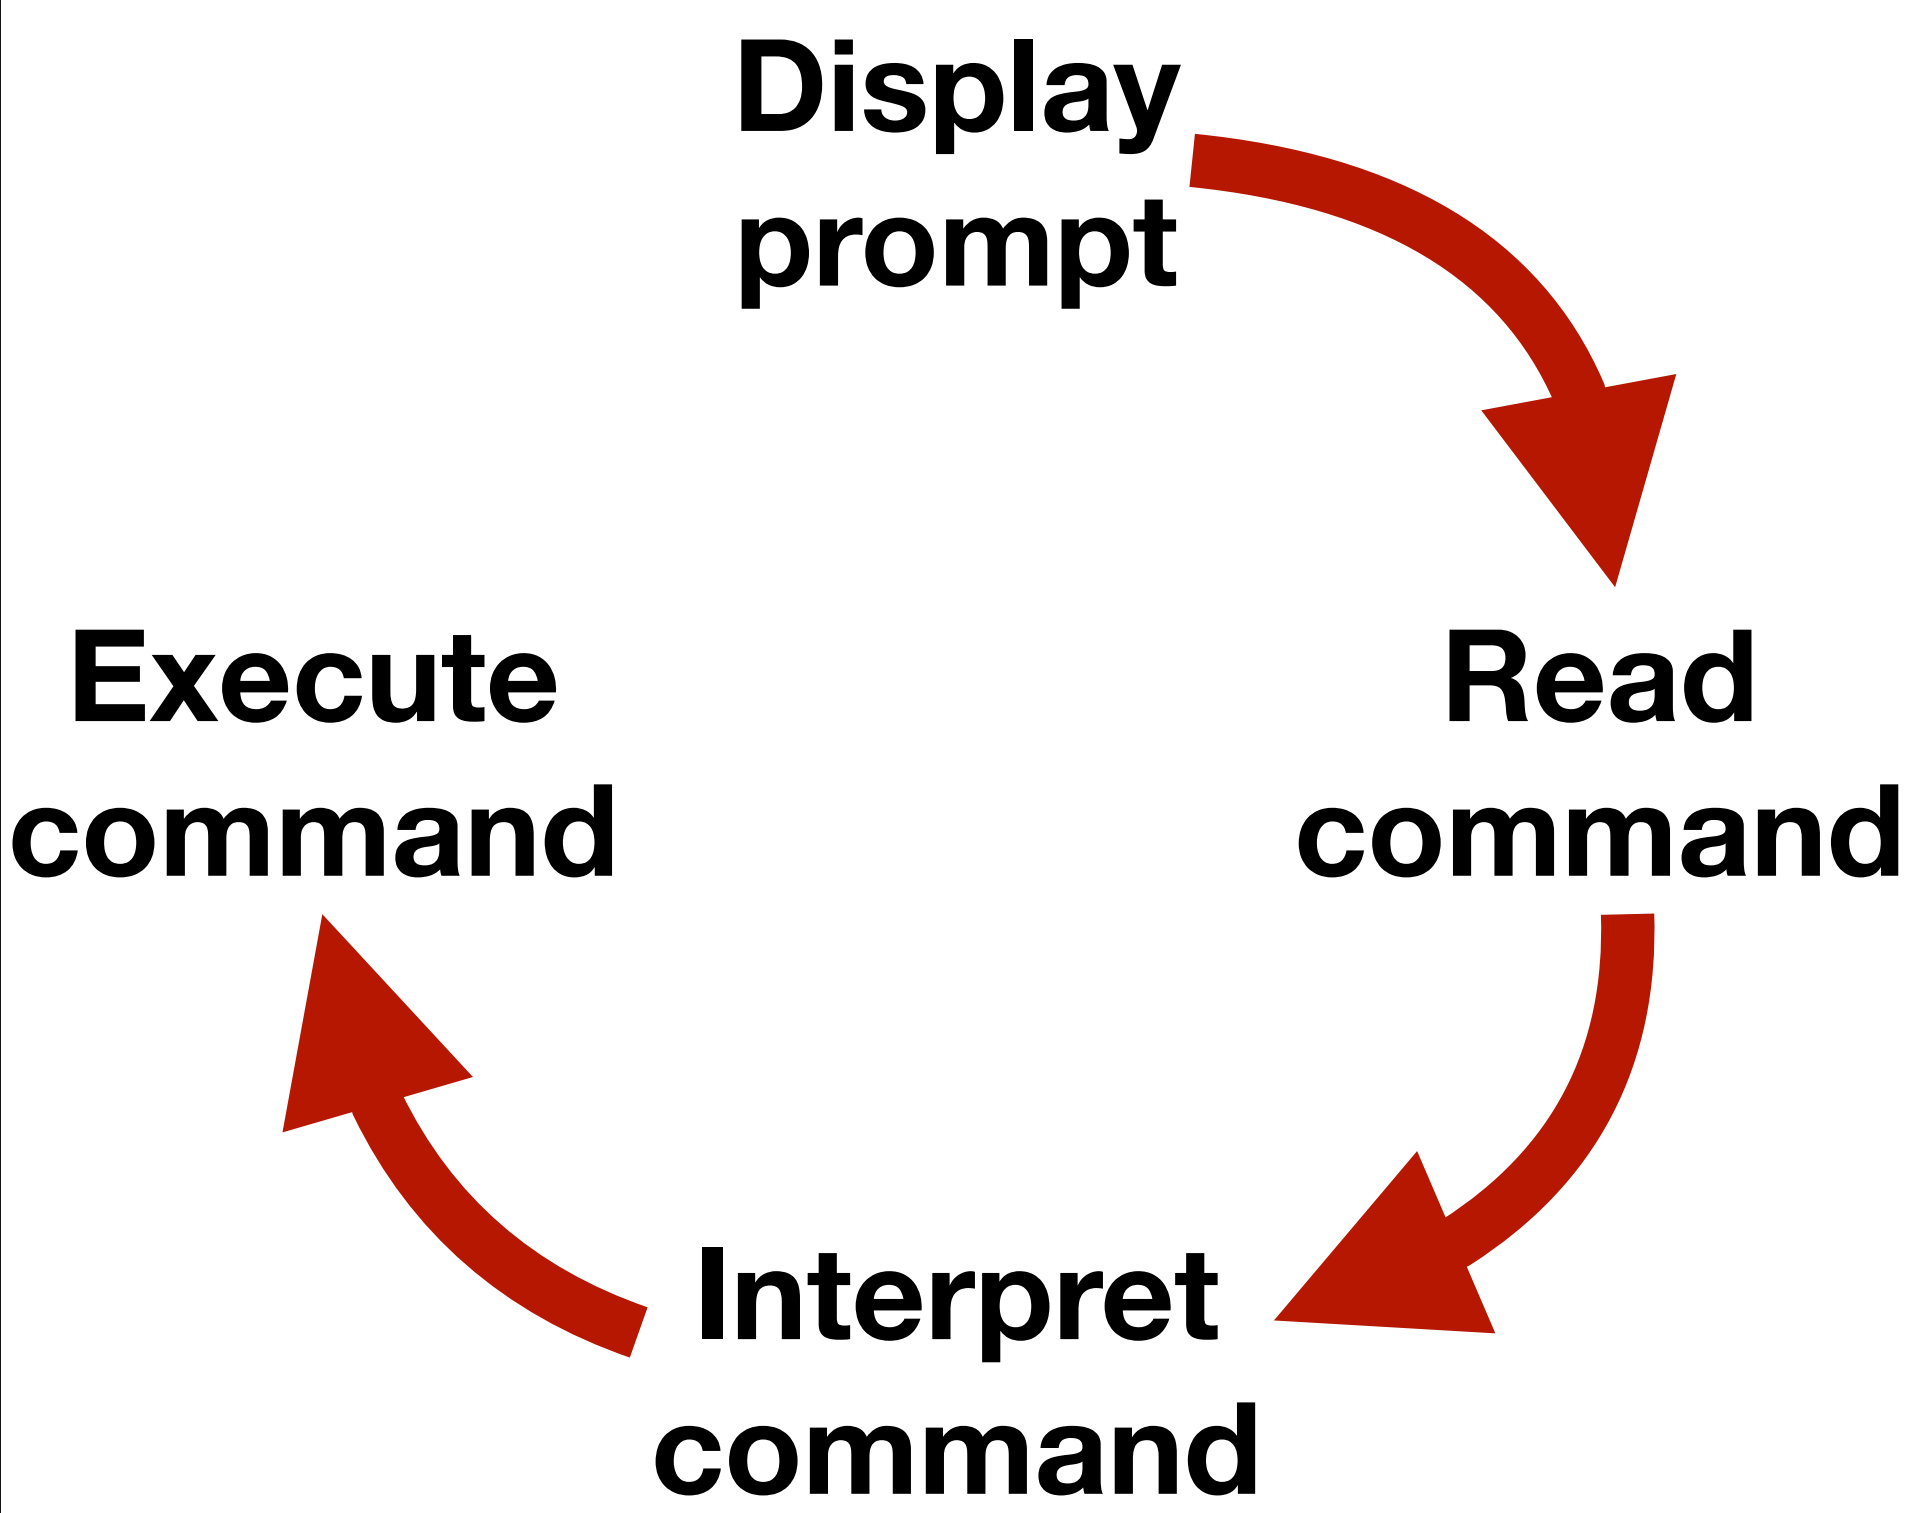 Display
prompt
Read
command
Interpret
command
Execute
command